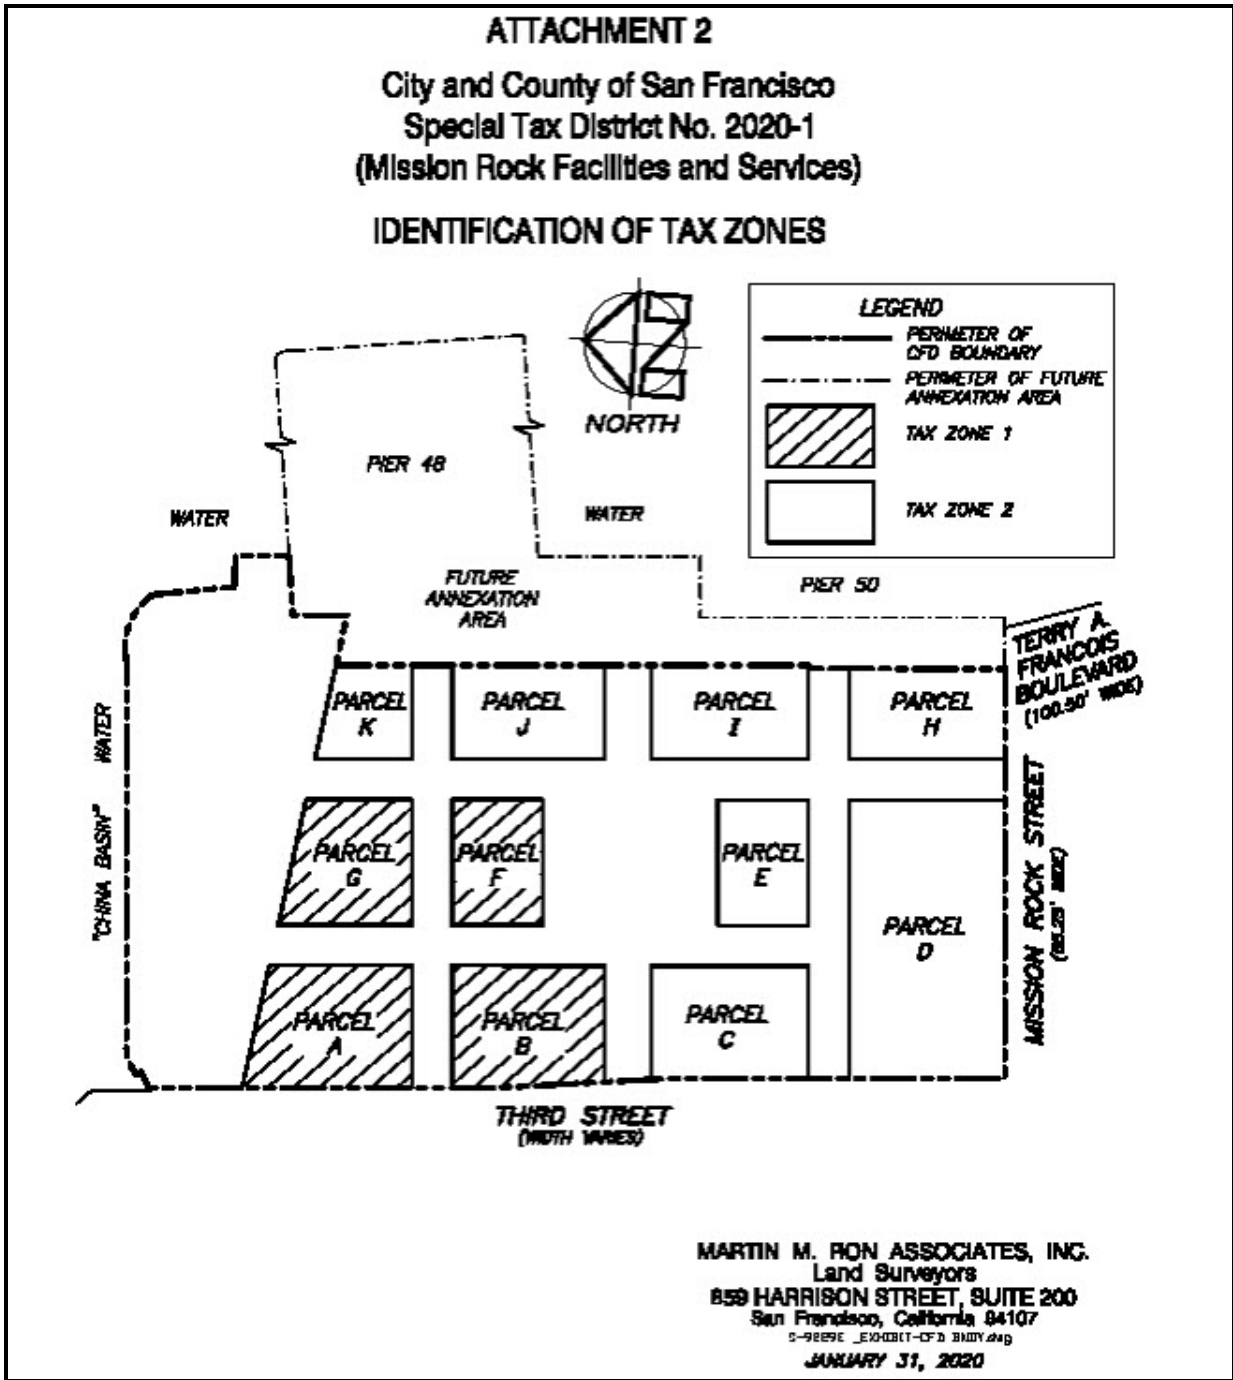 ATTACHMENT 2
City and County of San Francisco
Special Tax District No. 2020-1
(Mission Rock Facilities and Services)
IDENTIFICATION OF TAX ZONES
NORTH
LEGEND
PERIMETER OF
CFD BOUNDARY
PERIMETER OF FUTURE
ANNEXATION AREA
TAX ZONE 1
TAX ZONE 2
PIER 48
WATER
WATER
PIER 50
FUTURE
ANNEXATION
AREA
TERRY A.
FRANCOIS
BOULEVARD
(100.50' WIDE)
PARCEL
K
PARCEL
J
PARCEL
I
PARCEL
H
WATER
"CHINA BASIN"
PARCEL
G
PARCEL
F
PARCEL
E
PARCEL
D
MISSION ROCK STREET
WIDE)
PARCEL
A
PARCEL
B
PARCEL
C
THIRD STREET
(WIDTH VARIES)
MARTIN M. RON ASSOCIATES, INC.
Land Surveyors
859 HARRISON STREET, SUITE 200
San Francisco, California 94107
JANUARY 31, 2020